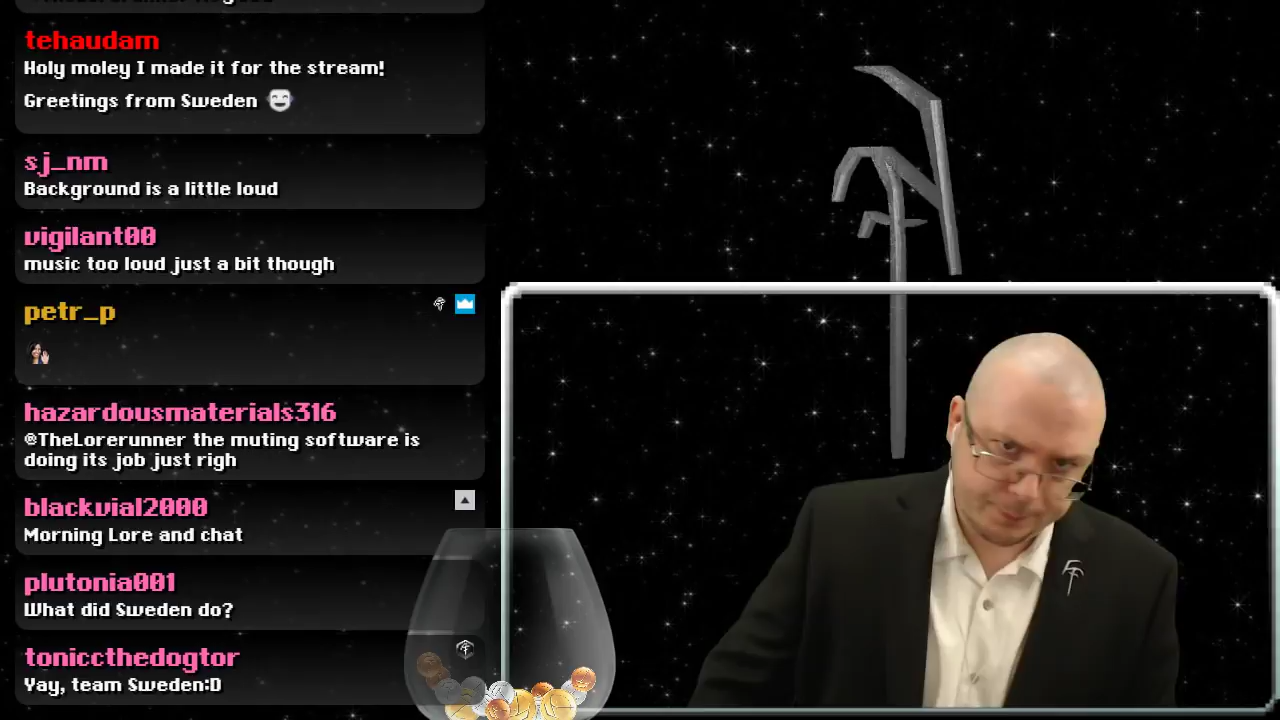 tehaudam
Holy moley I made it for the stream!
Greetings from Sweden
sj_nm
Background is a little loud
vigilant00
music too loud just a bit though
petr_p
hazardousmaterials316
@TheLorerunner the muting software is
doing its job just righ
blackvial2000
Morning Lore and chat
plutonia001
What did Sweden do?
toniccthedogtor
Yay, team Sweden:D